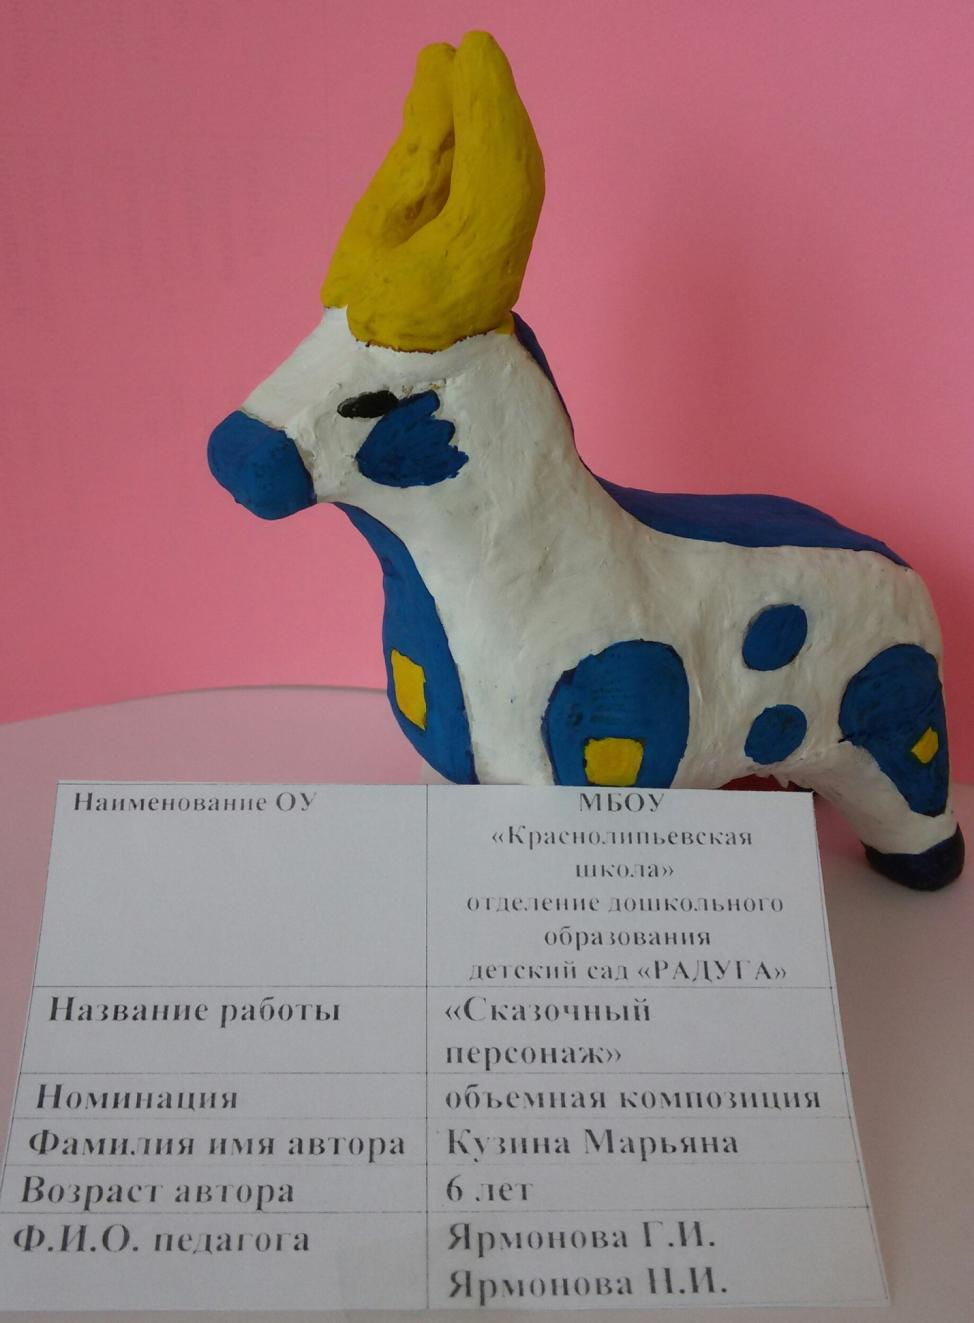 Наименование ОУ
МБОУ
«Краснолипьевская
школа»
отделение дошкольного
образования
детский сад «РАДУГА»
Название работы
«Сказочный
персонаж»
Номинация
объемная композиция
Фамилия имя автора
Кузина Марьяна
Возраст автора
6 лет
Ф.И.О. педагога
Ярмонова Г.И.
Ярмонова Н.И.